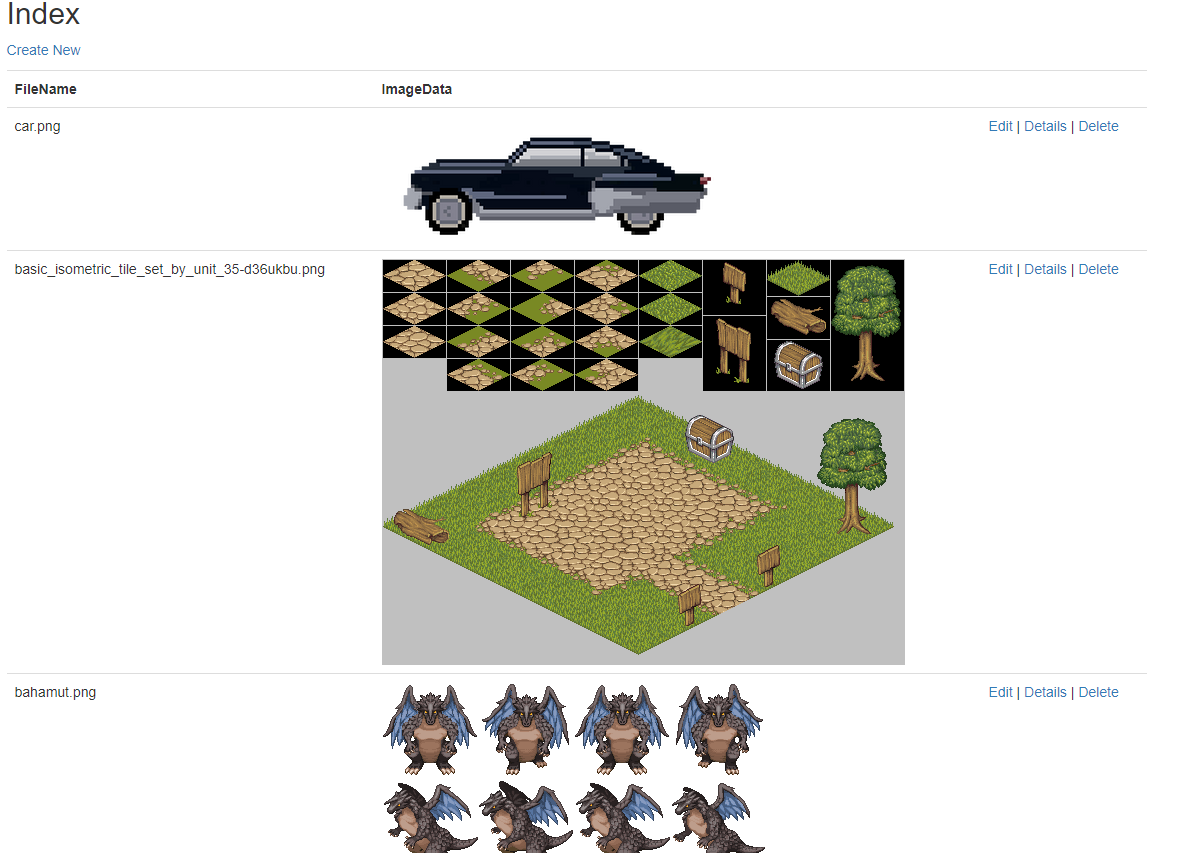 Index
Create New
FileName ImageData
car.png Edit | Details | Delete
basic_isometric_tile_set_by_unit_35-d36ukbu.png Edit | Details | Delete
bahamut.png Edit | Details | Delete